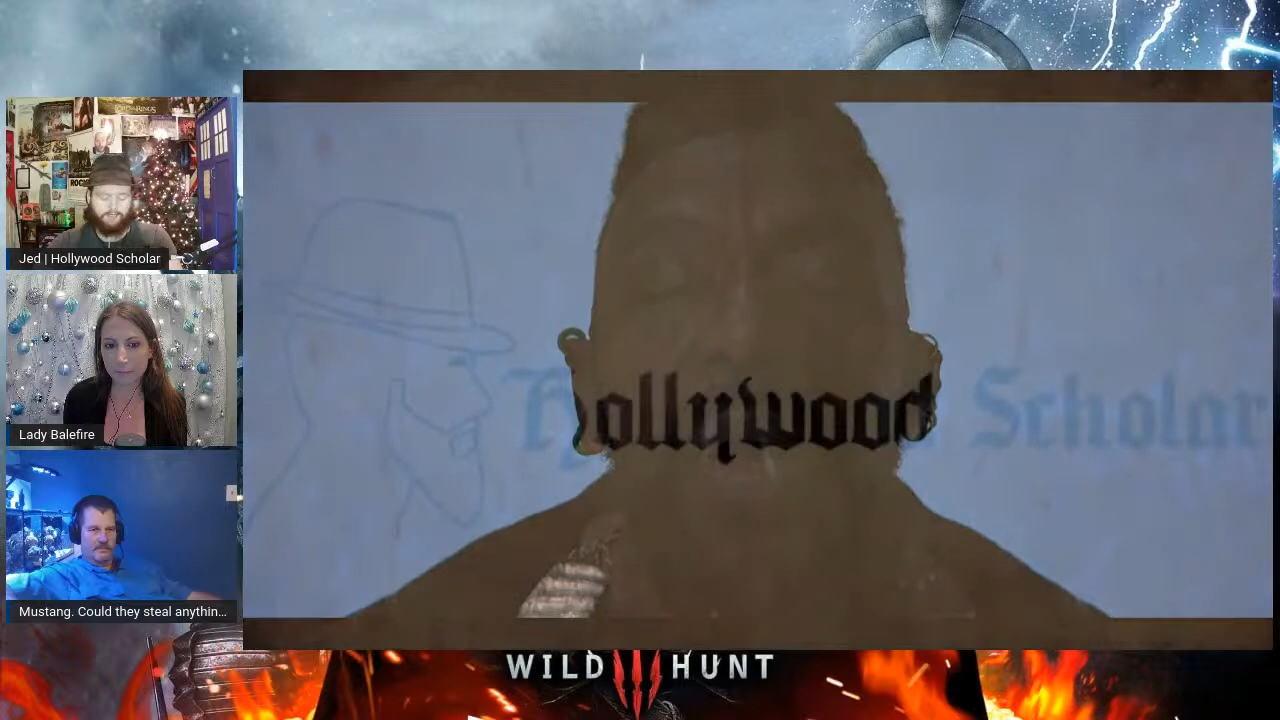 Jed | Hollywood Scholar
Lady Balefire
Mustang. Could they steal anythin...
Hollywood Scholar
WILD HUNT